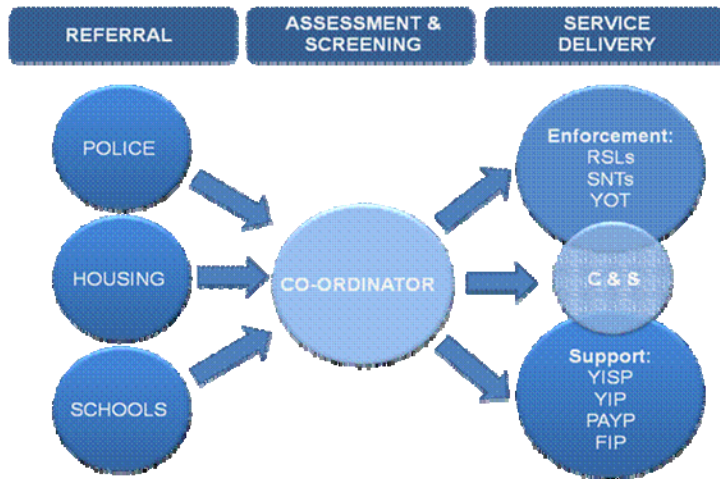 REFERRAL
ASSESSMENT &
SCREENING
SERVICE
DELIVERY
POLICE
HOUSING
SCHOOLS
CO-ORDINATOR
Enforcement:
RSLs
SNTs
YOT
C & S
Support:
YISP
YIP
PAYP
FIP